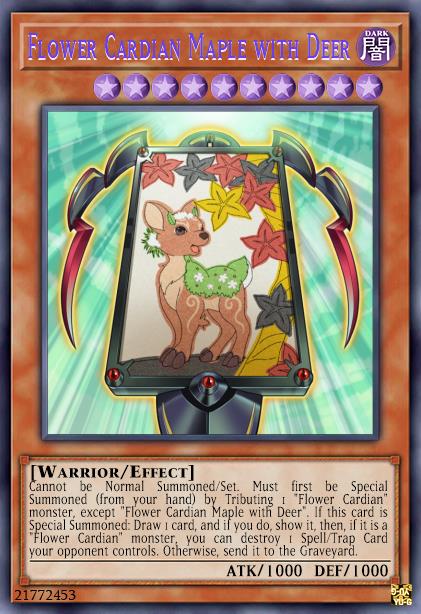 Flower Cardian Maple with Deer
DARK
闇
[Warrior/Effect]
Cannot be Normal Summoned/Set. Must first be Special
Summoned (from your hand) by Tributing 1 "Flower Cardian"
monster, except "Flower Cardian Maple with Deer". If this card is
Special Summoned: Draw 1 card, and if you do, show it, then, if it is a
"Flower Cardian" monster, you can destroy 1 Spell/Trap Card
your opponent controls. Otherwise, send it to the Graveyard.
ATK/1000 DEF/1000
21772453